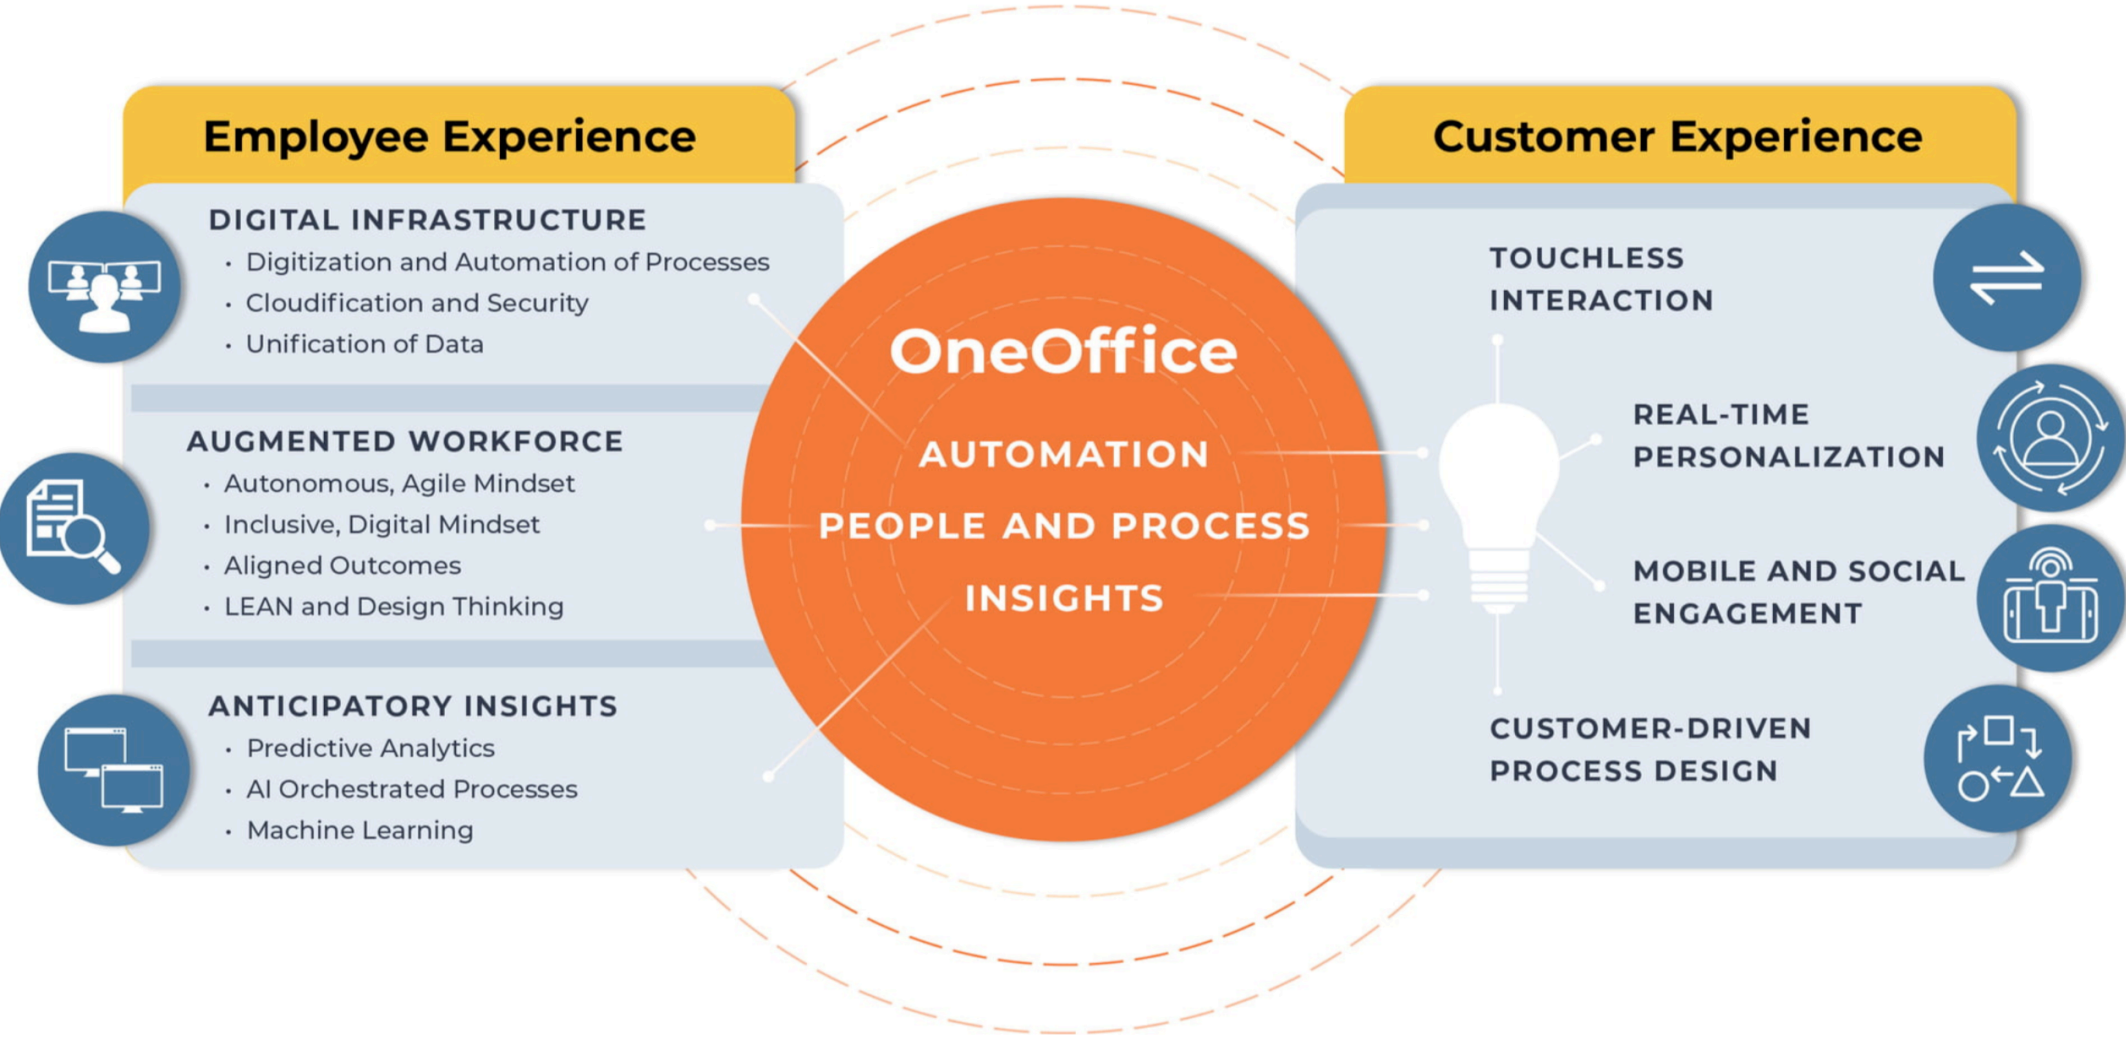 Employee Experience
DIGITAL INFRASTRUCTURE
• Digitization and Automation of Processes
• Cloudification and Security
• Unification of Data
AUGMENTED WORKFORCE
• Autonomous, Agile Mindset
• Inclusive, Digital Mindset
• Aligned Outcomes
• LEAN and Design Thinking
ANTICIPATORY INSIGHTS
• Predictive Analytics
• AI Orchestrated Processes
• Machine Learning
OneOffice
AUTOMATION
PEOPLE AND PROCESS
INSIGHTS
Customer Experience
TOUCHLESS
INTERACTION
REAL-TIME
PERSONALIZATION
MOBILE AND SOCIAL
ENGAGEMENT
CUSTOMER-DRIVEN
PROCESS DESIGN